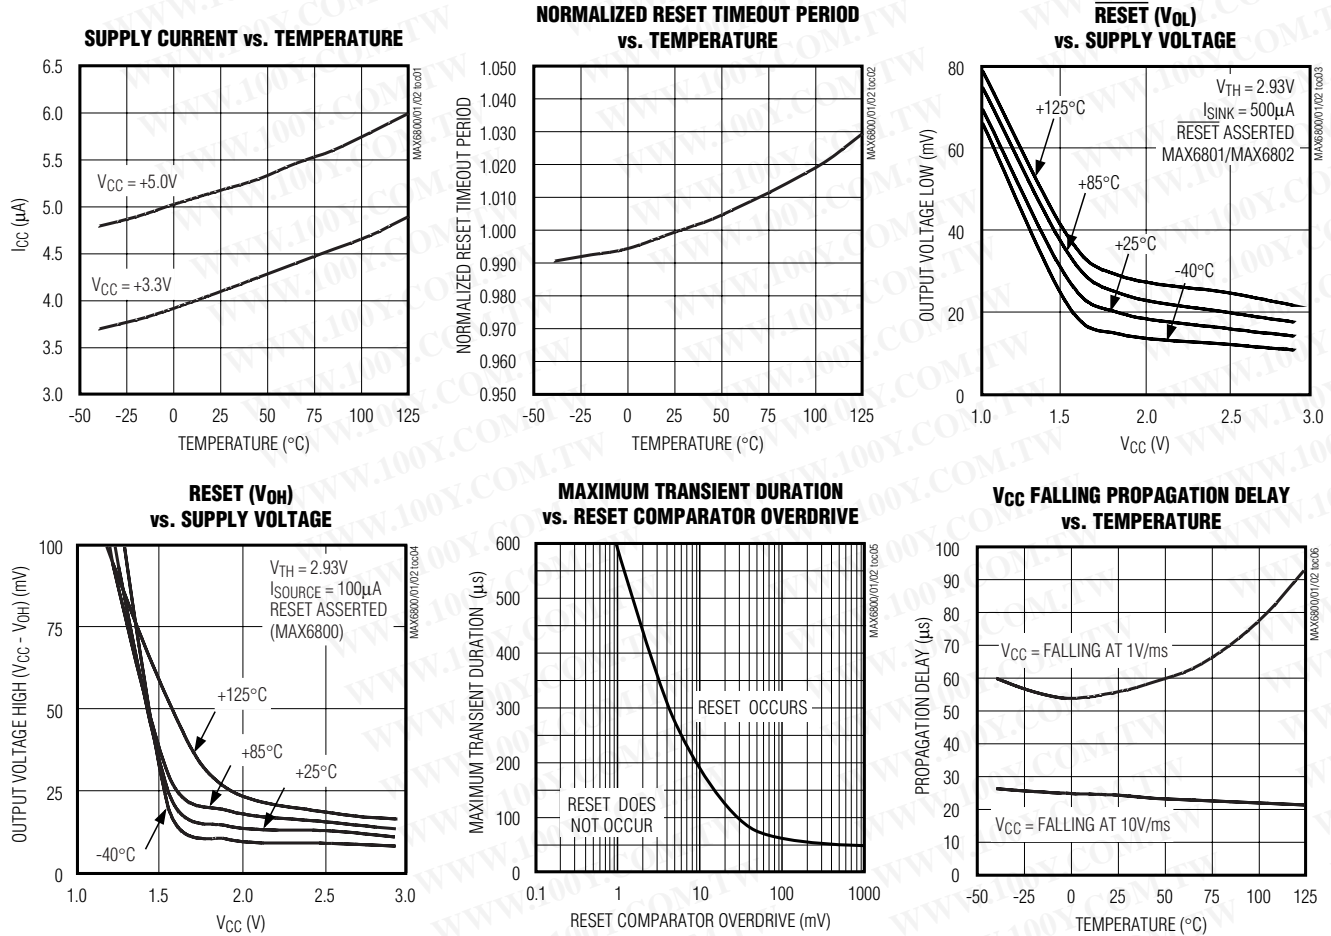 SUPPLY CURRENT vs. TEMPERATURE
6.5
6.0
5.5
5.0
4.5
4.0
3.5
3.0
ICC (µA)
VCC = +5.0V
VCC = +3.3V
-50 -25 0 25 50 75 100 125
TEMPERATURE (°C)
MAX6800/01/02 toc01
NORMALIZED RESET TIMEOUT PERIOD
vs. TEMPERATURE
1.050
1.040
1.030
1.020
1.010
1.000
0.990
0.980
0.970
0.960
0.950
NORMALIZED RESET TIMEOUT PERIOD
-50 -25 0 25 50 75 100 125
TEMPERATURE (°C)
MAX6800/01/02 toc02
RESET (VOL)
vs. SUPPLY VOLTAGE
80
60
40
20
0
OUTPUT VOLTAGE LOW (mV)
VTH = 2.93V
ISINK = 500µA
RESET ASSERTED
MAX6801/MAX6802
+125°C
+85°C
+25°C
-40°C
1.0 1.5 2.0 2.5 3.0
VCC (V)
MAX6800/01/02 toc03
RESET (VOH)
vs. SUPPLY VOLTAGE
100
75
50
25
0
OUTPUT VOLTAGE HIGH (VCC - VOH) (mV)
VTH = 2.93V
ISOURCE = 100µA
RESET ASSERTED
(MAX6800)
+125°C
+85°C
+25°C
-40°C
1.0 1.5 2.0 2.5 3.0
VCC (V)
MAX6800/01/02 toc04
MAXIMUM TRANSIENT DURATION
vs. RESET COMPARATOR OVERDRIVE
600
500
400
300
200
100
0
MAXIMUM TRANSIENT DURATION (µs)
RESET OCCURS
RESET DOES
NOT OCCUR
0.1 1 10 100 1000
RESET COMPARATOR OVERDRIVE (mV)
MAX6800/01/02 toc05
VCC FALLING PROPAGATION DELAY
vs. TEMPERATURE
100
90
80
70
60
50
40
30
20
10
0
PROPAGATION DELAY (µs)
VCC = FALLING AT 1V/ms
VCC = FALLING AT 10V/ms
-50 -25 0 25 50 75 100 125
TEMPERATURE (°C)
MAX6800/01/02 toc06
WWW.100Y.COM.TW